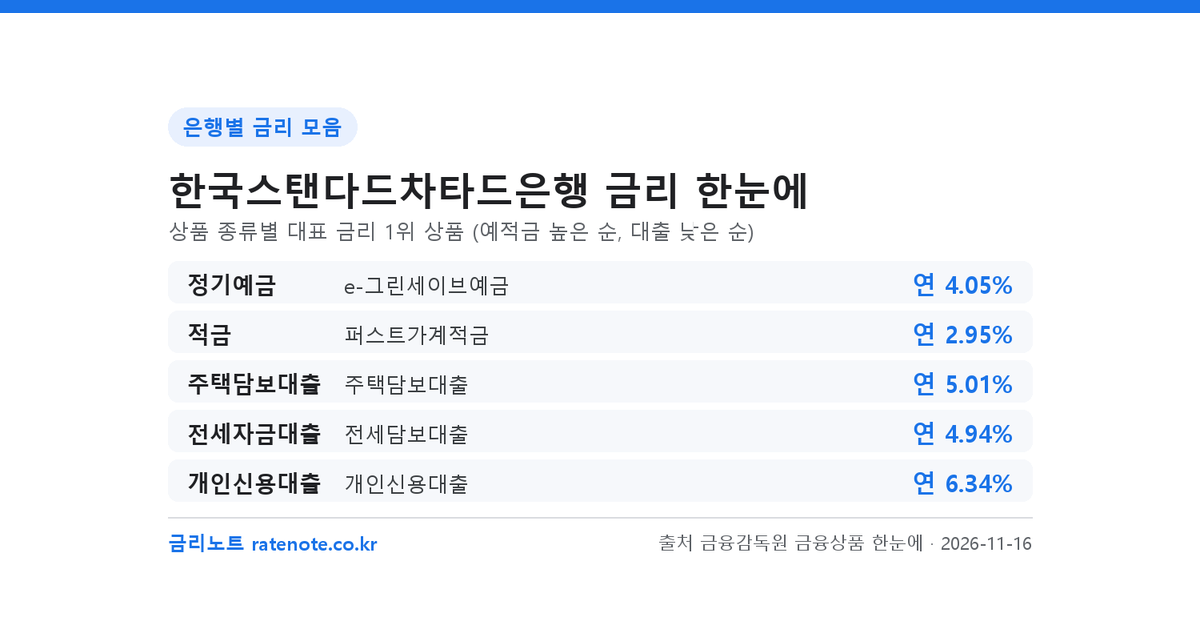 은행별 금리 모음
한국스탠다드차타드은행 금리 한눈에
상품 종류별 대표 금리 1위 상품 (예적금 높은 순, 대출 낮은 순)
정기예금 e-그린세이브예금 연 4.05%
적금 퍼스트가계적금 연 2.95%
주택담보대출 주택담보대출 연 5.01%
전세자금대출 전세담보대출 연 4.94%
개인신용대출 개인신용대출 연 6.34%
금리노트 ratenote.co.kr 출처 금융감독원 금융상품 한눈에 · 2026-11-16